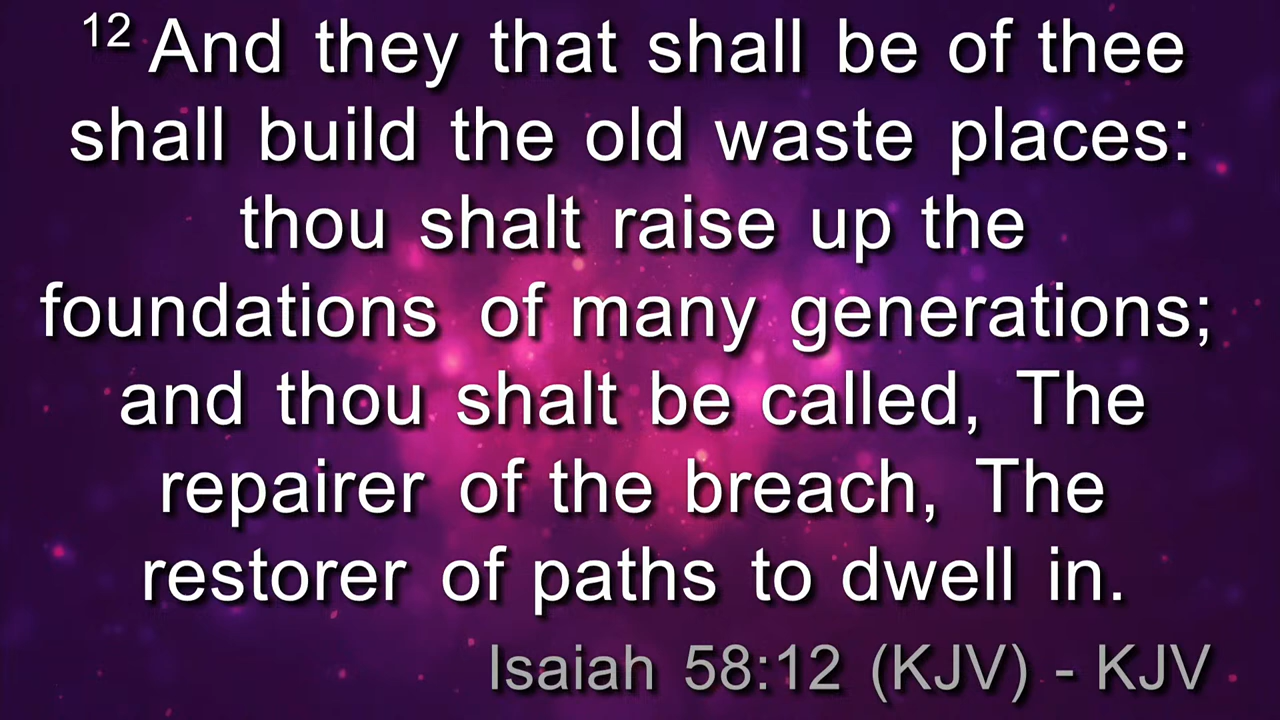 12 And they that shall be of thee
shall build the old waste places:
thou shalt raise up the
foundations of many generations;
and thou shalt be called, The
repairer of the breach, The
restorer of paths to dwell in.
Isaiah 58:12 (KJV) - KJV